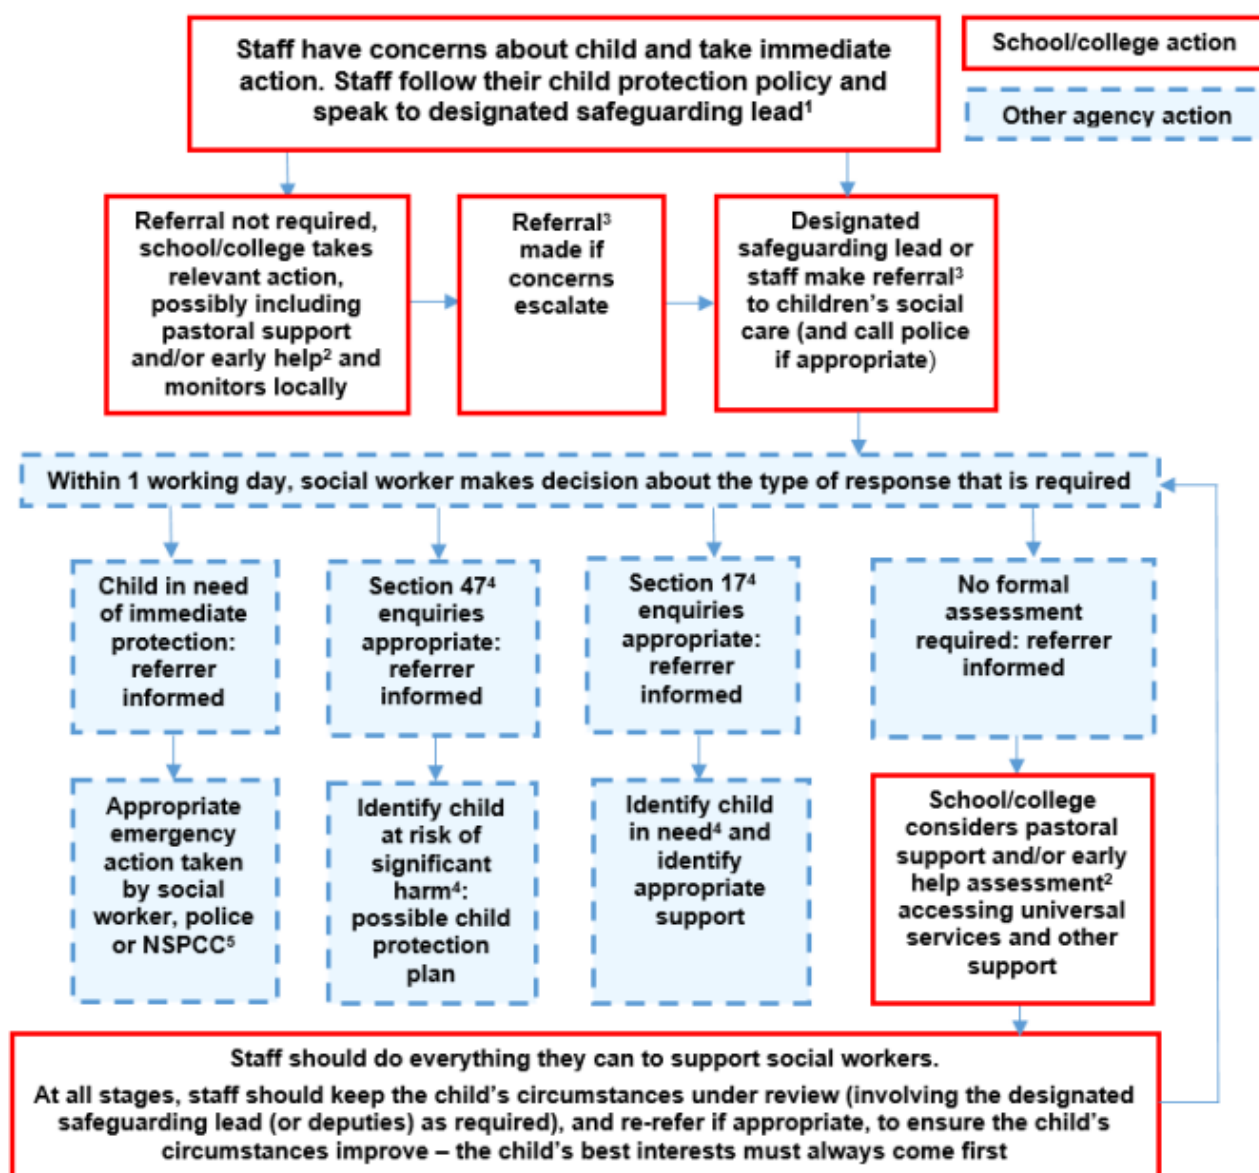 Staff have concerns about child and take immediate
action. Staff follow their child protection policy and
speak to designated safeguarding lead¹
School/college action
Other agency action
Referral not required,
school/college takes
relevant action,
possibly including
pastoral support
and/or early help² and
monitors locally
Referral³
made if
concerns
escalate
Designated
safeguarding lead or
staff make referral³
to children’s social
care (and call police
if appropriate)
Within 1 working day, social worker makes decision about the type of response that is required
Child in need
of immediate
protection:
referrer
informed
Section 47⁴
enquiries
appropriate:
referrer
informed
Section 17⁴
enquiries
appropriate:
referrer
informed
No formal
assessment
required: referrer
informed
Appropriate
emergency
action taken
by social
worker, police
or NSPCC⁵
Identify child
at risk of
significant
harm⁴:
possible child
protection
plan
Identify child
in need⁴ and
identify
appropriate
support
School/college
considers pastoral
support and/or early
help assessment²
accessing universal
services and other
support
Staff should do everything they can to support social workers.
At all stages, staff should keep the child’s circumstances under review (involving the designated
safeguarding lead (or deputies) as required), and re-refer if appropriate, to ensure the child’s
circumstances improve – the child’s best interests must always come first